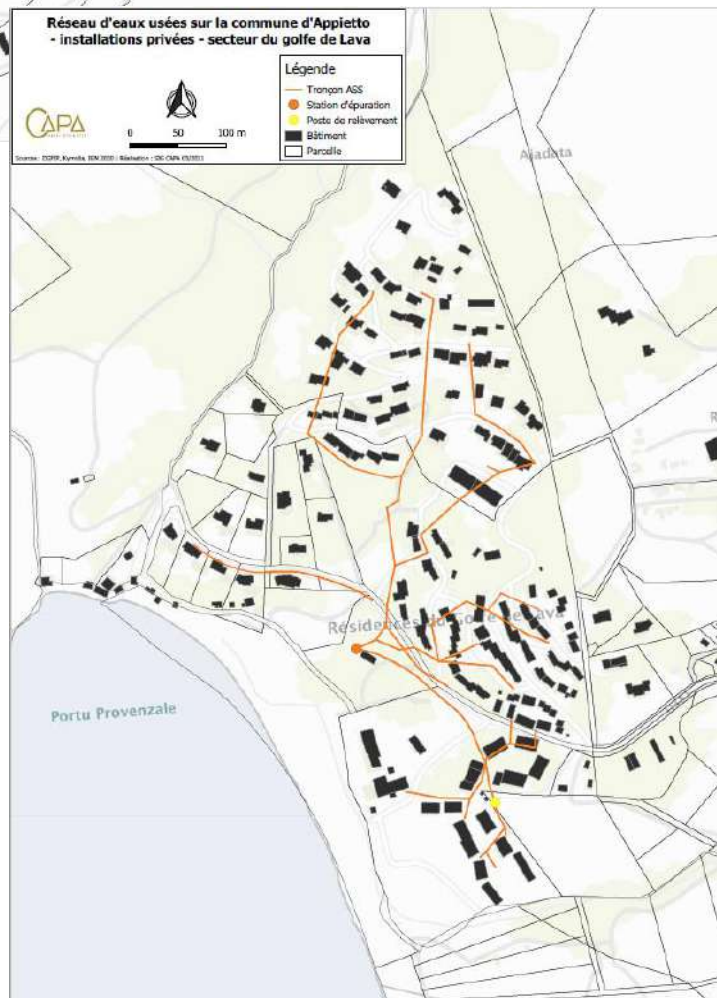 Réseau d'eaux usées sur la commune d'Appietto
- installations privées - secteur du golfe de Lava
CAPA
0 50 100 m
Légende
Tronçon ASS
Station d'épuration
Poste de relèvement
Bâtiment
Parcelle
Ajadata
R
Résidences du Golfe de Lava
Portu Provenzale